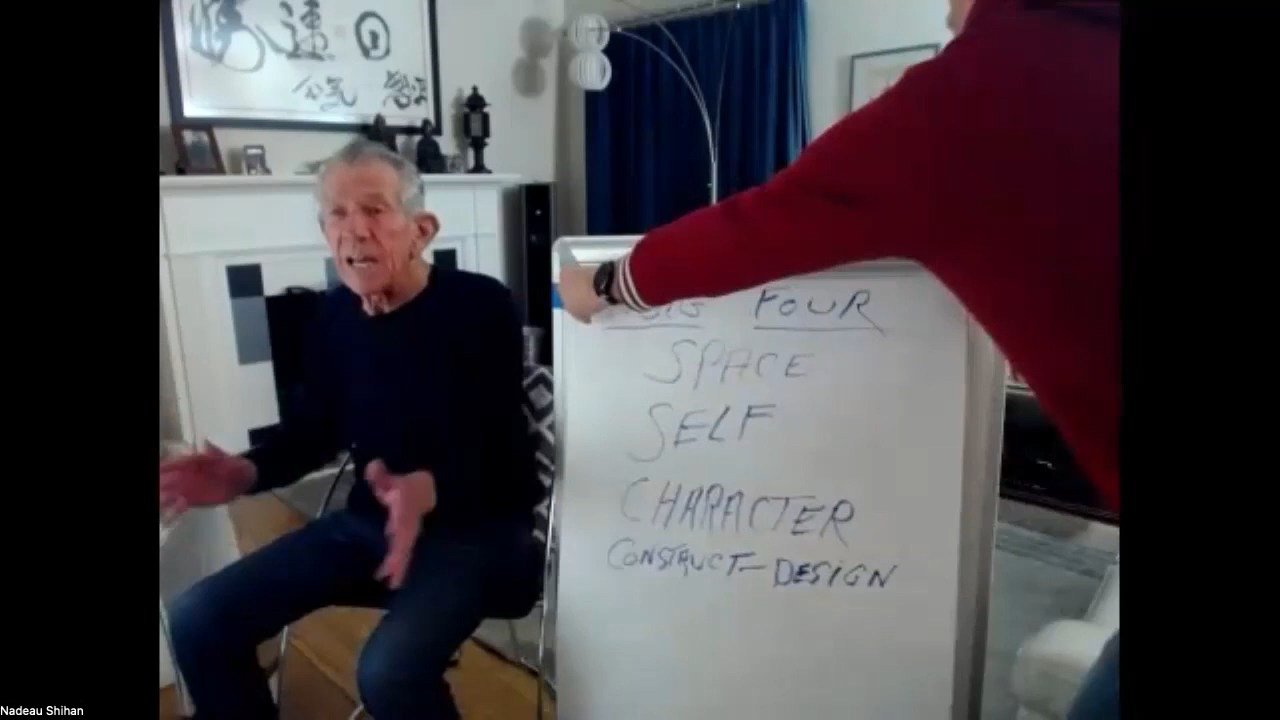 FOUR
SPACE
SELF
CHARACTER
CONSTRUCT-DESIGN
Nadeau Shihan